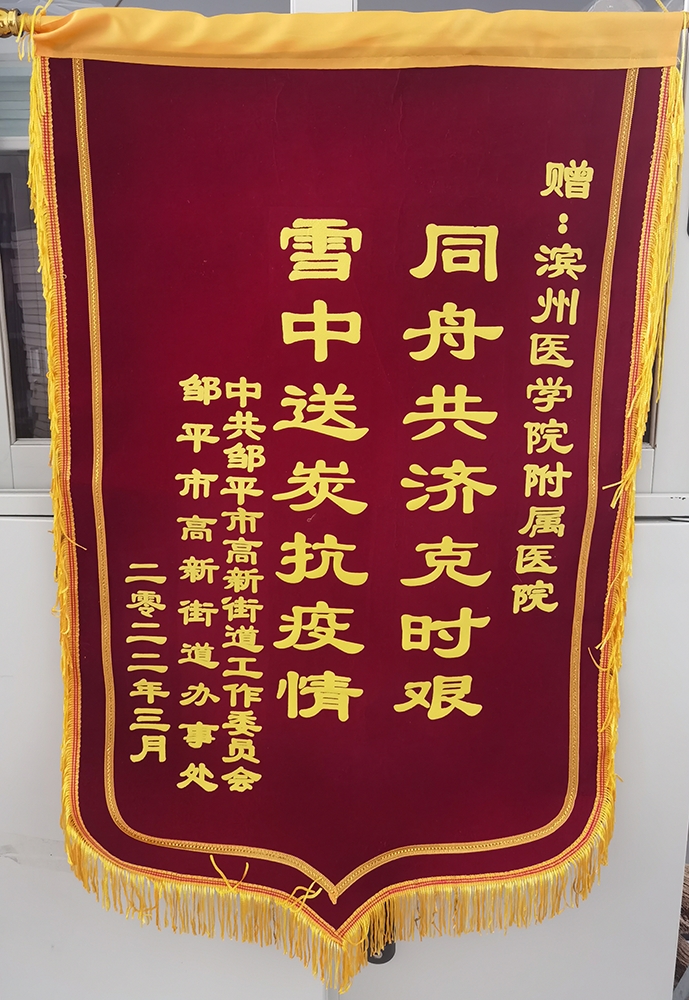 赠：滨州医学院附属医院
同舟共济克时艰
雪中送炭抗疫情
中共邹平市高新街道工作委员会
邹平市高新街道办事处
二零二二年三月